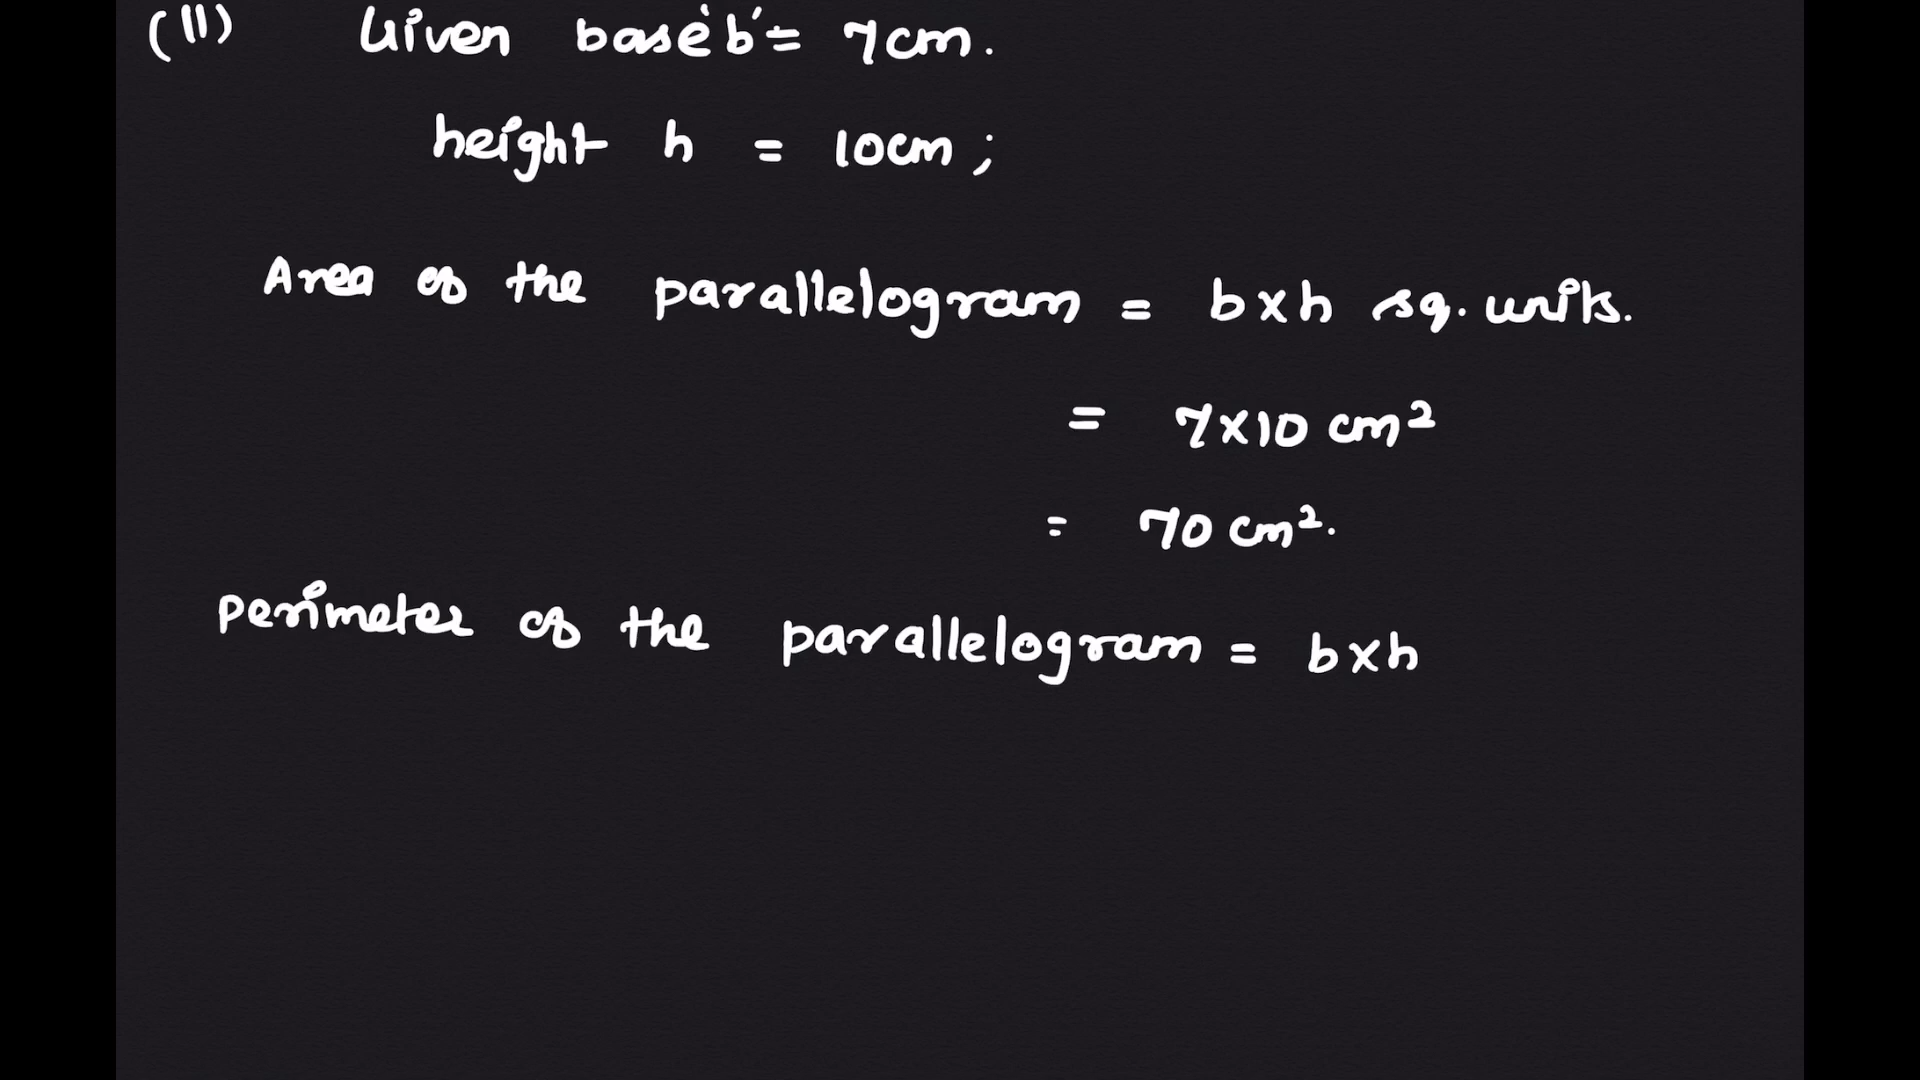 (II) Given base 'b' = 7cm.
height h = 10cm ;
Area of the parallelogram = b×h sq. units.
= 7×10 cm²
= 70 cm².
perimeter of the parallelogram = b×h